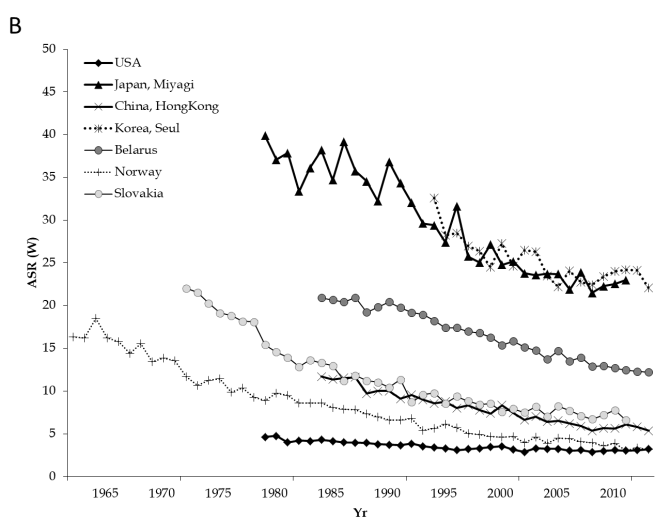 B
50
45
40
35
30
25
20
15
10
5
0
ASR (W)
USA
Japan, Miyagi
China, HongKong
Korea, Seul
Belarus
Norway
Slovakia
1965 1970 1975 1980 1985 1990 1995 2000 2005 2010
Yr